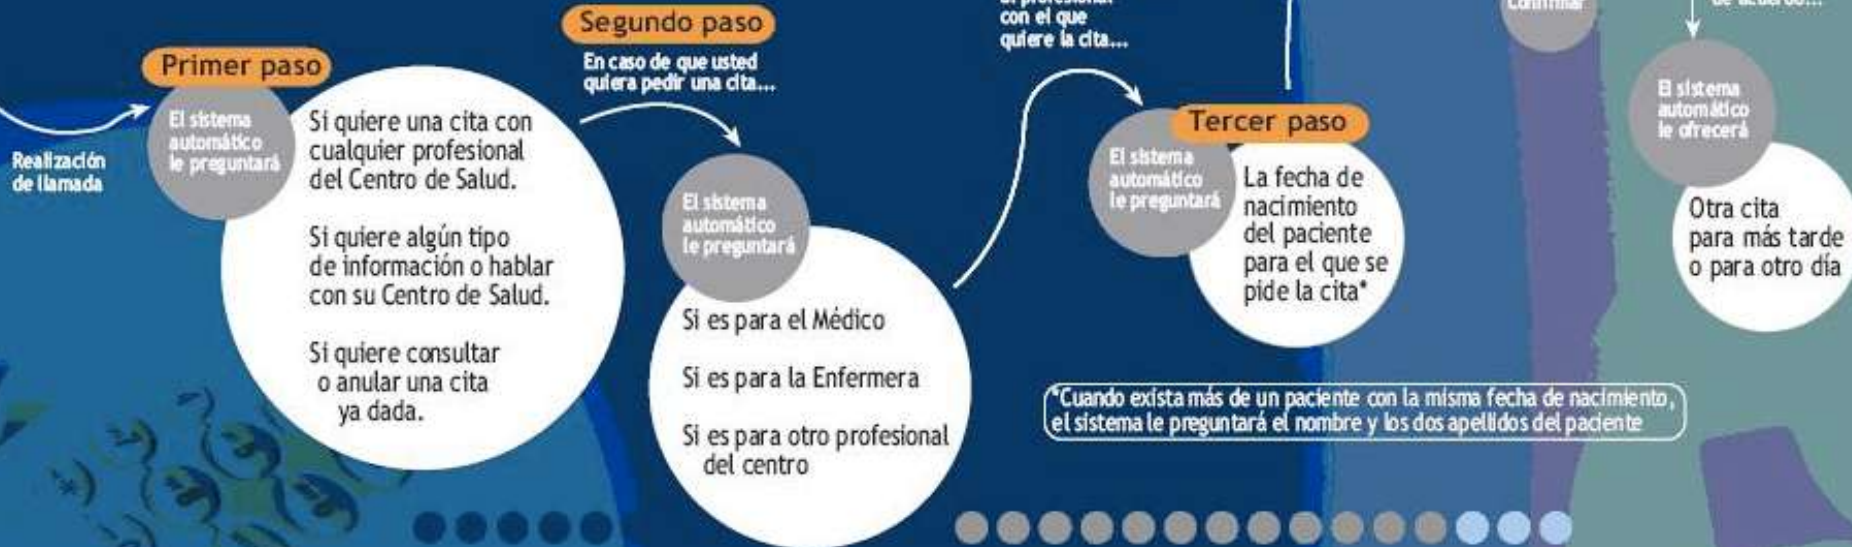 Realización
de llamada
Primer paso
El sistema
automático
le preguntará
Si quiere una cita con
cualquier profesional
del Centro de Salud.
Si quiere algún tipo
de información o hablar
con su Centro de Salud.
Si quiere consultar
o anular una cita
ya dada.
Segundo paso
En caso de que usted
quiera pedir una cita...
El sistema
automático
le preguntará
Si es para el Médico
Si es para la Enfermera
Si es para otro profesional
del centro
con el que
quiere la cita...
Tercer paso
El sistema
automático
le preguntará
La fecha de
nacimiento
del paciente
para el que se
pide la cita*
*Cuando exista más de un paciente con la misma fecha de nacimiento,
el sistema le preguntará el nombre y los dos apellidos del paciente
Confirmar
de acuerdo...
El sistema
automático
le ofrecerá
Otra cita
para más tarde
o para otro día